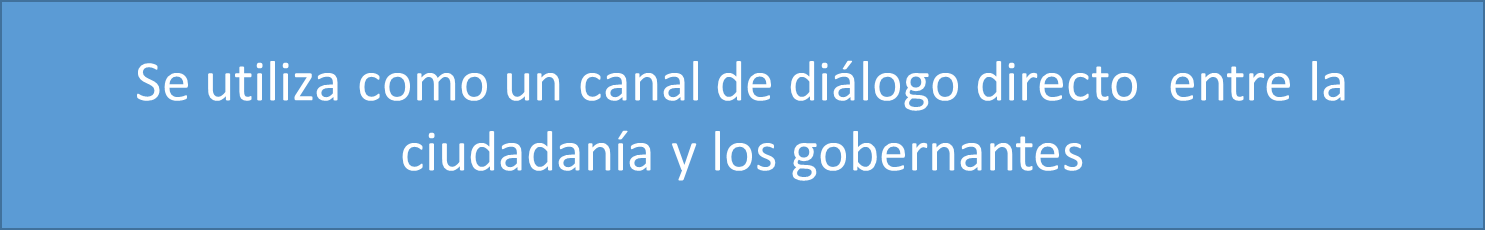 Se utiliza como un canal de diálogo directo  entre la
ciudadanía y los gobernantes